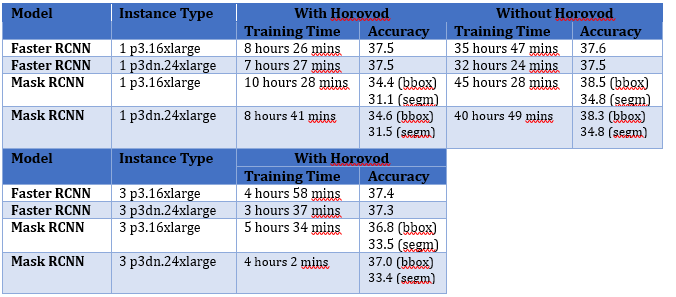 Model Instance Type With Horovod Without Horovod
Training Time Accuracy Training Time Accuracy
Faster RCNN 1 p3.16xlarge 8 hours 26 mins 37.5 35 hours 47 mins 37.6
Faster RCNN 1 p3dn.24xlarge 7 hours 27 mins 37.5 32 hours 24 mins 37.5
Mask RCNN 1 p3.16xlarge 10 hours 28 mins 34.4 (bbox) 45 hours 28 mins 38.5 (bbox)
31.1 (segm) 34.8 (segm)
Mask RCNN 1 p3dn.24xlarge 8 hours 41 mins 34.6 (bbox) 40 hours 49 mins 38.3 (bbox)
31.5 (segm) 34.8 (segm)
Model Instance Type With Horovod
Training Time Accuracy
Faster RCNN 3 p3.16xlarge 4 hours 58 mins 37.4
Faster RCNN 3 p3dn.24xlarge 3 hours 37 mins 37.3
Mask RCNN 3 p3.16xlarge 5 hours 34 mins 36.8 (bbox)
33.5 (segm)
Mask RCNN 3 p3dn.24xlarge 4 hours 2 mins 37.0 (bbox)
33.4 (segm)